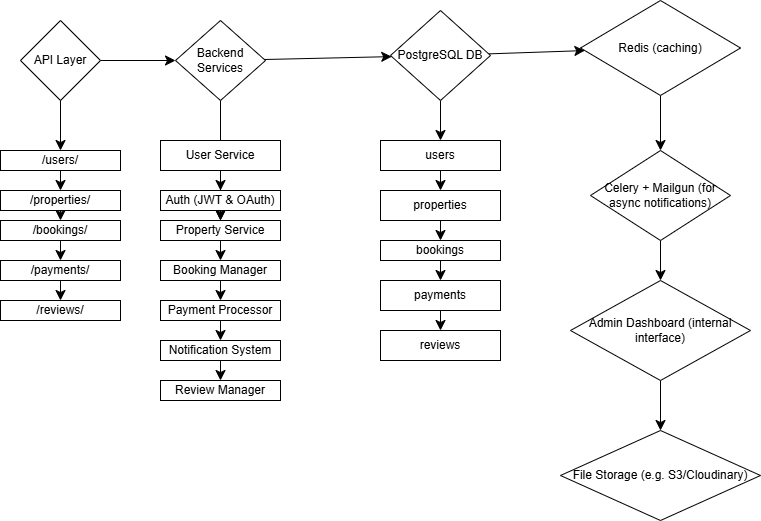 API Layer
Backend
Services
PostgreSQL DB
Redis (caching)
/users/
/properties/
/bookings/
/payments/
/reviews/
User Service
Auth (JWT & OAuth)
Property Service
Booking Manager
Payment Processor
Notification System
Review Manager
users
properties
bookings
payments
reviews
Celery + Mailgun (for
async notifications)
Admin Dashboard (internal
interface)
File Storage (e.g. S3/Cloudinary)